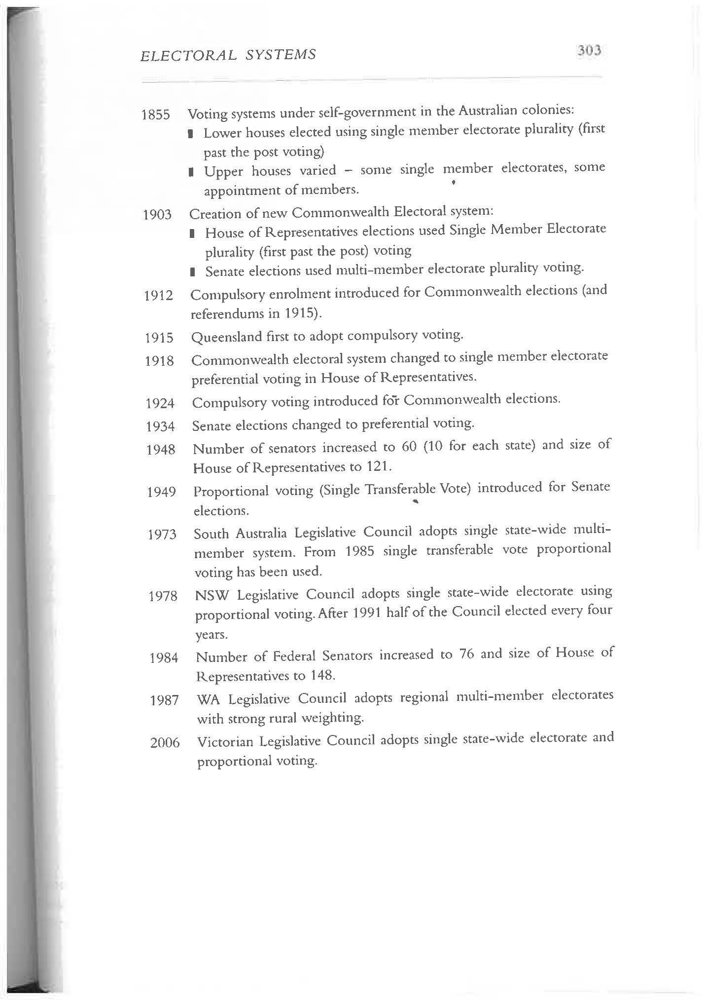 ELECTORAL SYSTEMS 303
1855 Voting systems under self-government in the Australian colonies:
▮ Lower houses elected using single member electorate plurality (first
past the post voting)
▮ Upper houses varied – some single member electorates, some
appointment of members.
1903 Creation of new Commonwealth Electoral system:
▮ House of Representatives elections used Single Member Electorate
plurality (first past the post) voting
▮ Senate elections used multi-member electorate plurality voting.
1912 Compulsory enrolment introduced for Commonwealth elections (and
referendums in 1915).
1915 Queensland first to adopt compulsory voting.
1918 Commonwealth electoral system changed to single member electorate
preferential voting in House of Representatives.
1924 Compulsory voting introduced for Commonwealth elections.
1934 Senate elections changed to preferential voting.
1948 Number of senators increased to 60 (10 for each state) and size of
House of Representatives to 121.
1949 Proportional voting (Single Transferable Vote) introduced for Senate
elections.
1973 South Australia Legislative Council adopts single state-wide multi-
member system. From 1985 single transferable vote proportional
voting has been used.
1978 NSW Legislative Council adopts single state-wide electorate using
proportional voting. After 1991 half of the Council elected every four
years.
1984 Number of Federal Senators increased to 76 and size of House of
Representatives to 148.
1987 WA Legislative Council adopts regional multi-member electorates
with strong rural weighting.
2006 Victorian Legislative Council adopts single state-wide electorate and
proportional voting.